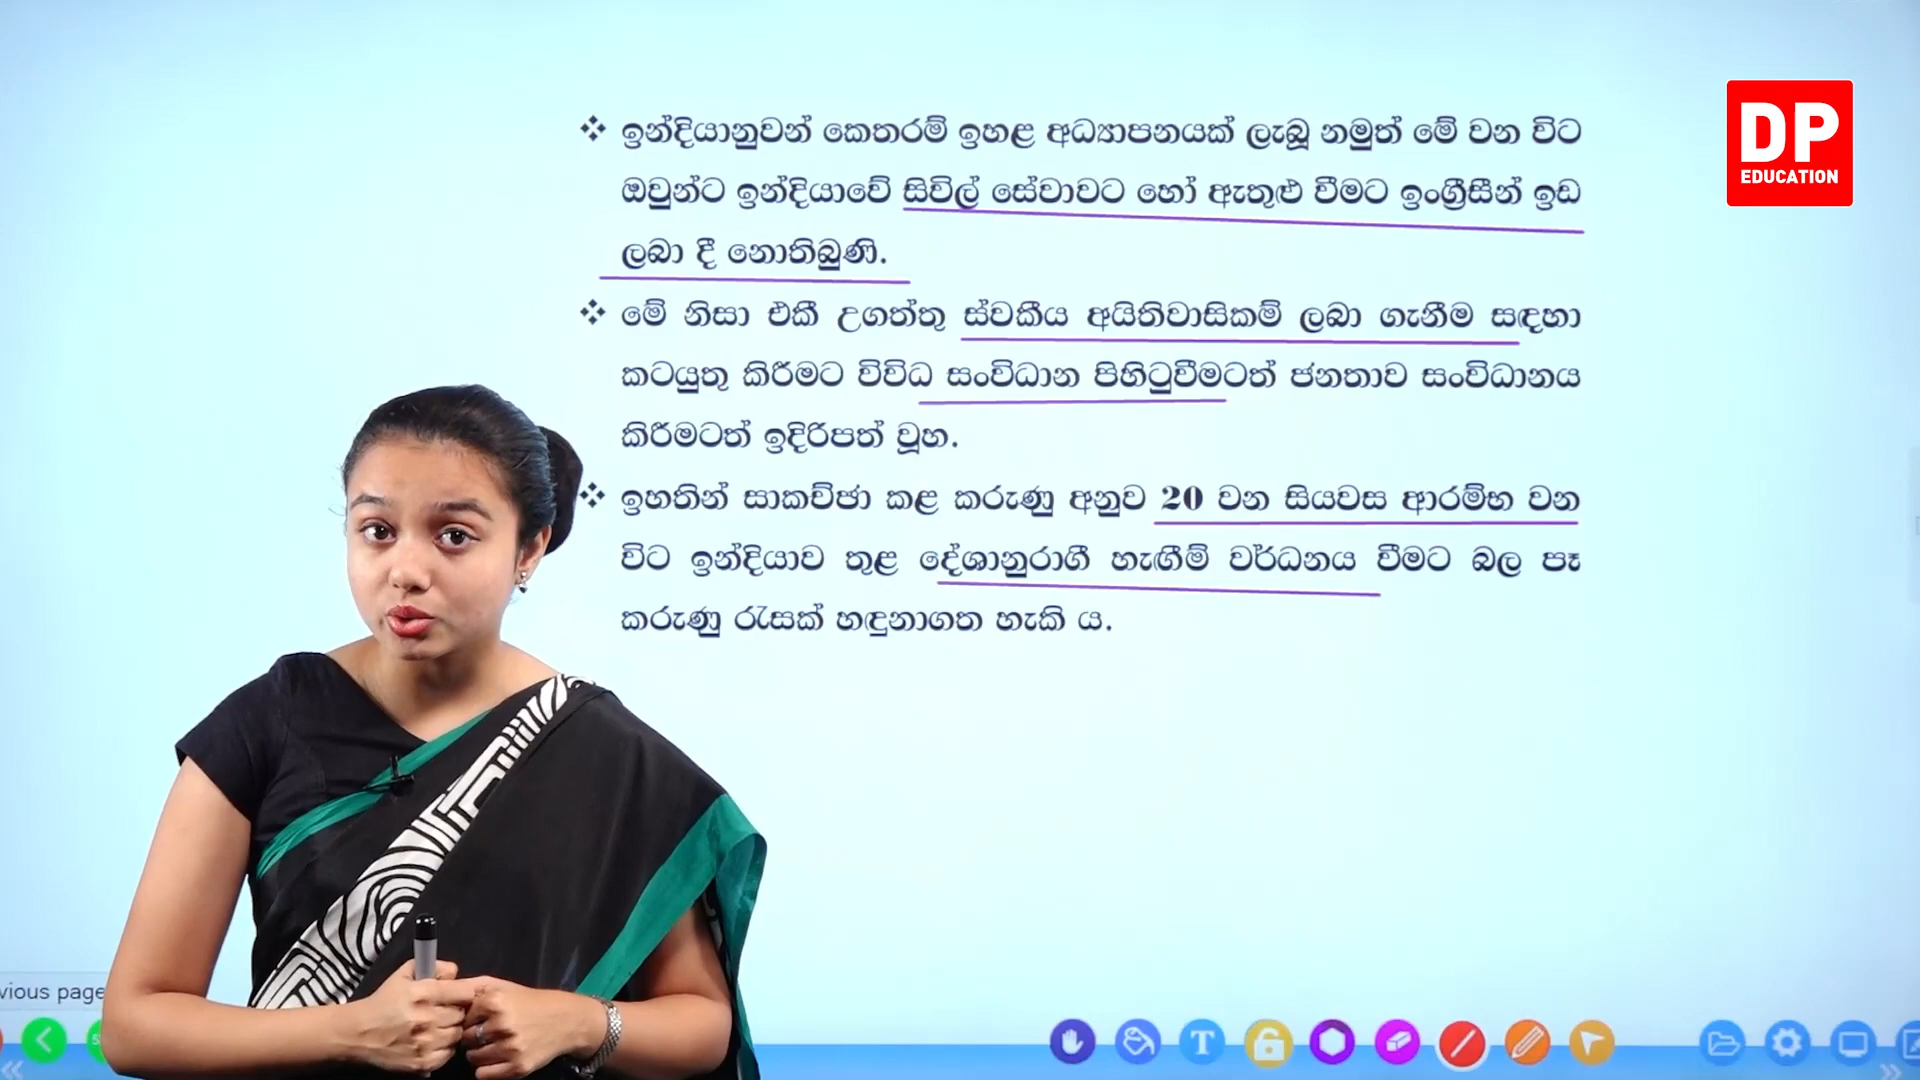 ❖ ඉන්දියානුවන් කෙතරම් ඉහළ අධ්‍යාපනයක් ලැබූ නමුත් මේ වන විට
ඔවුන්ට ඉන්දියාවේ සිවිල් සේවාවට හෝ ඇතුළු වීමට ඉංග්‍රීසීන් ඉඩ
ලබා දී නොතිබුණි.
❖ මේ නිසා එකී උගත්තු ස්වකීය අයිතිවාසිකම් ලබා ගැනීම සඳහා
කටයුතු කිරීමට විවිධ සංවිධාන පිහිටුවීමටත් ජනතාව සංවිධානය
කිරීමටත් ඉදිරිපත් වූහ.
❖ ඉහතින් සාකච්ඡා කළ කරුණු අනුව 20 වන සියවස ආරම්භ වන
විට ඉන්දියාව තුළ දේශානුරාගී හැඟීම් වර්ධනය වීමට බල පෑ
කරුණු රැසක් හඳුනාගත හැකි ය.
DP
EDUCATION
vious page
T